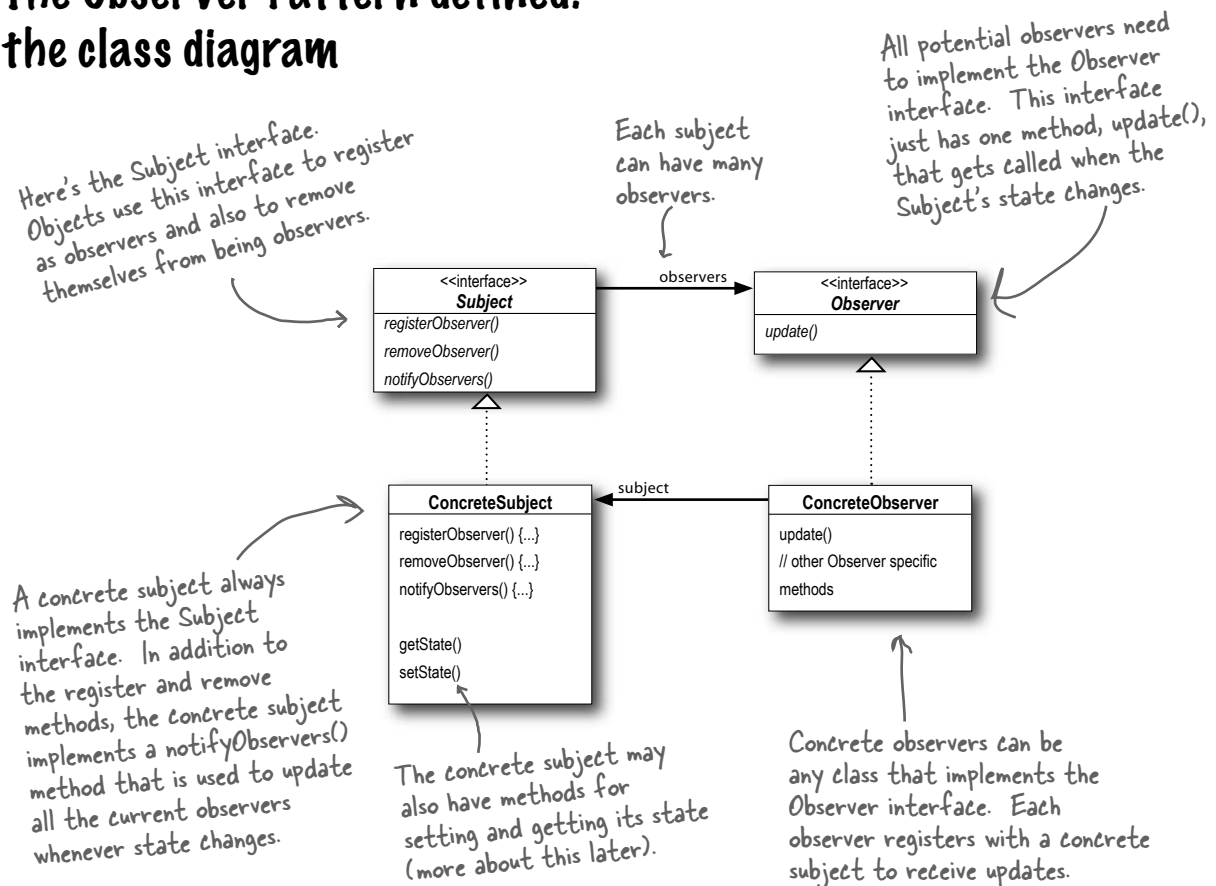 The Observer Pattern defined:
the class diagram
All potential observers need
to implement the Observer
interface. This interface
just has one method, update(),
that gets called when the
Subject's state changes.
Each subject
can have many
observers.
Here's the Subject interface.
Objects use this interface to register
as observers and also to remove
themselves from being observers.
<<interface>>
Subject
registerObserver()
removeObserver()
notifyObservers()
observers
<<interface>>
Observer
update()
ConcreteSubject
registerObserver() {...}
removeObserver() {...}
notifyObservers() {...}
getState()
setState()
subject
ConcreteObserver
update()
// other Observer specific
methods
A concrete subject always
implements the Subject
interface. In addition to
the register and remove
methods, the concrete subject
implements a notifyObservers()
method that is used to update
all the current observers
whenever state changes.
The concrete subject may
also have methods for
setting and getting its state
(more about this later).
Concrete observers can be
any class that implements the
Observer interface. Each
observer registers with a concrete
subject to receive updates.